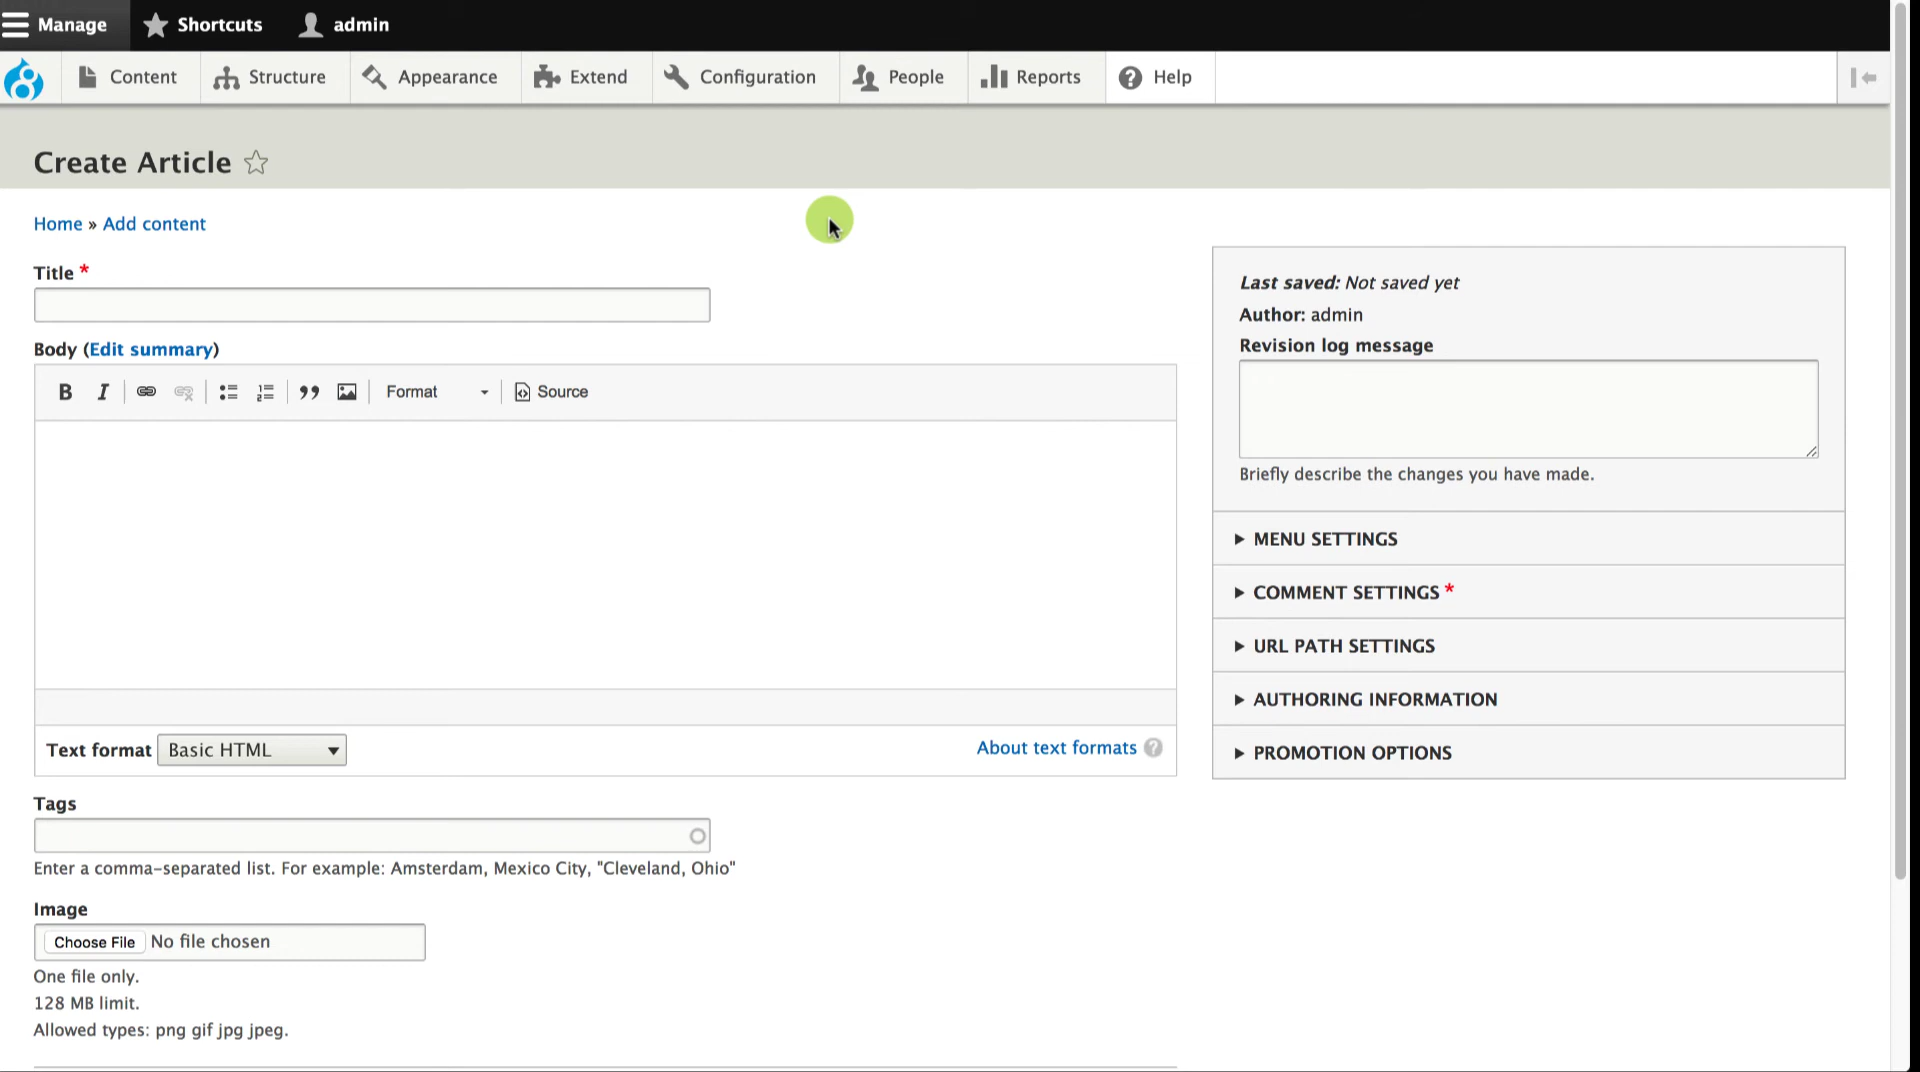 Manage Shortcuts admin
Content Structure Appearance Extend Configuration People Reports Help
Create Article
Home » Add content
Title *
Body (Edit summary)
B I Format Source
Text format Basic HTML About text formats ?
Tags
Enter a comma-separated list. For example: Amsterdam, Mexico City, "Cleveland, Ohio"
Image
Choose File No file chosen
One file only.
128 MB limit.
Allowed types: png gif jpg jpeg.
Last saved: Not saved yet
Author: admin
Revision log message
Briefly describe the changes you have made.
MENU SETTINGS
COMMENT SETTINGS *
URL PATH SETTINGS
AUTHORING INFORMATION
PROMOTION OPTIONS